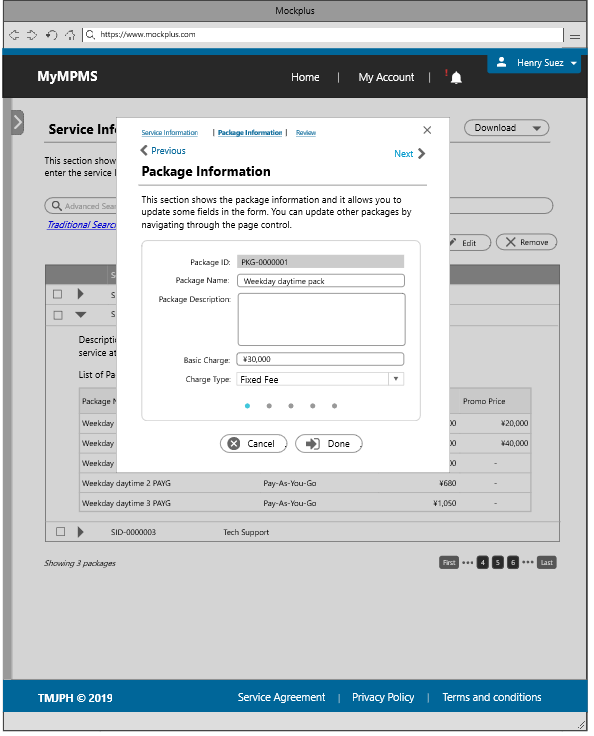 Mockplus
https://www.mockplus.com
Henry Suez
MyMPMS
Home | My Account | !
Service Inf
Download
This section show
enter the service
Advanced Sea
Traditional Searc
Edit
Remove
Service Information | Package Information | Review
Previous
Next
Package Information
This section shows the package information and it allows you to
update some fields in the form. You can update other packages by
navigating through the page control.
Package ID: PKG-0000001
Package Name: Weekday daytime pack
Package Description:
Basic Charge: ¥30,000
Charge Type: Fixed Fee
Cancel
Done
S
S
S
Descripti
service at
List of Pa
Package N
Promo Price
Weekday 00 ¥20,000
Weekday 00 ¥40,000
Weekday 00 -
Weekday daytime 2 PAYG Pay-As-You-Go ¥680 -
Weekday daytime 3 PAYG Pay-As-You-Go ¥1,050 -
SID-0000003 Tech Support
Showing 3 packages
First ••• 4 5 6 ••• Last
TMJPH © 2019
Service Agreement | Privacy Policy | Terms and conditions